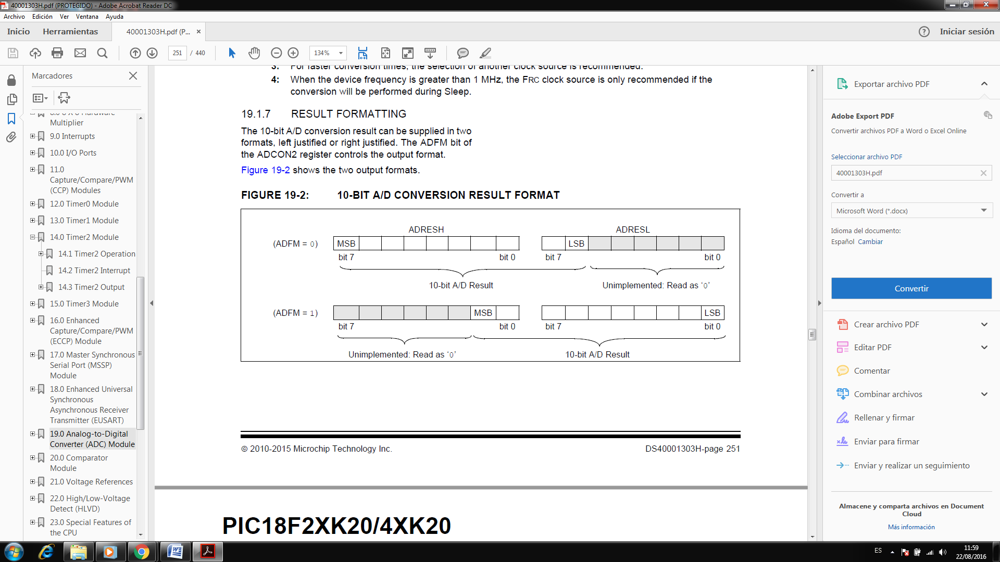 40001303H.pdf (PROTEGIDO) - Adobe Acrobat Reader DC
Archivo Edición Ver Ventana Ayuda
Inicio Herramientas 40001303H.pdf (P... × Iniciar sesión
251 / 440 134%
Marcadores
8.0 8 X 8 Hardware
Multiplier
9.0 Interrupts
10.0 I/O Ports
11.0
Capture/Compare/PWM
(CCP) Modules
12.0 Timer0 Module
13.0 Timer1 Module
14.0 Timer2 Module
14.1 Timer2 Operation
14.2 Timer2 Interrupt
14.3 Timer2 Output
15.0 Timer3 Module
16.0 Enhanced
Capture/Compare/PWM
(ECCP) Module
17.0 Master Synchronous
Serial Port (MSSP)
Module
18.0 Enhanced Universal
Synchronous
Asynchronous Receiver
Transmitter (EUSART)
19.0 Analog-to-Digital
Converter (ADC) Module
20.0 Comparator
Module
21.0 Voltage References
22.0 High/Low-Voltage
Detect (HLVD)
23.0 Special Features of
the CPU
3: For faster conversion times, the selection of another clock source is recommended.
4: When the device frequency is greater than 1 MHz, the FRC clock source is only recommended if the
conversion will be performed during Sleep.
19.1.7 RESULT FORMATTING
The 10-bit A/D conversion result can be supplied in two
formats, left justified or right justified. The ADFM bit of
the ADCON2 register controls the output format.
Figure 19-2 shows the two output formats.
FIGURE 19-2: 10-BIT A/D CONVERSION RESULT FORMAT
ADRESH ADRESL
(ADFM = 0) MSB LSB
bit 7 bit 0 bit 7 bit 0
10-bit A/D Result Unimplemented: Read as ‘0’
(ADFM = 1) MSB LSB
bit 7 bit 0 bit 7 bit 0
Unimplemented: Read as ‘0’ 10-bit A/D Result
© 2010-2015 Microchip Technology Inc. DS40001303H-page 251
PIC18F2XK20/4XK20
Exportar archivo PDF
Adobe Export PDF
Convertir archivos PDF a Word o Excel Online
Seleccionar archivo PDF
40001303H.pdf
Convertir a
Microsoft Word (*.docx)
Idioma del documento:
Español Cambiar
Convertir
Crear archivo PDF
Editar PDF
Comentar
Combinar archivos
Rellenar y firmar
Enviar para firmar
Enviar y realizar un seguimiento
Almacene y comparta archivos en Document
Cloud
Más información
ES 11:59
22/08/2016